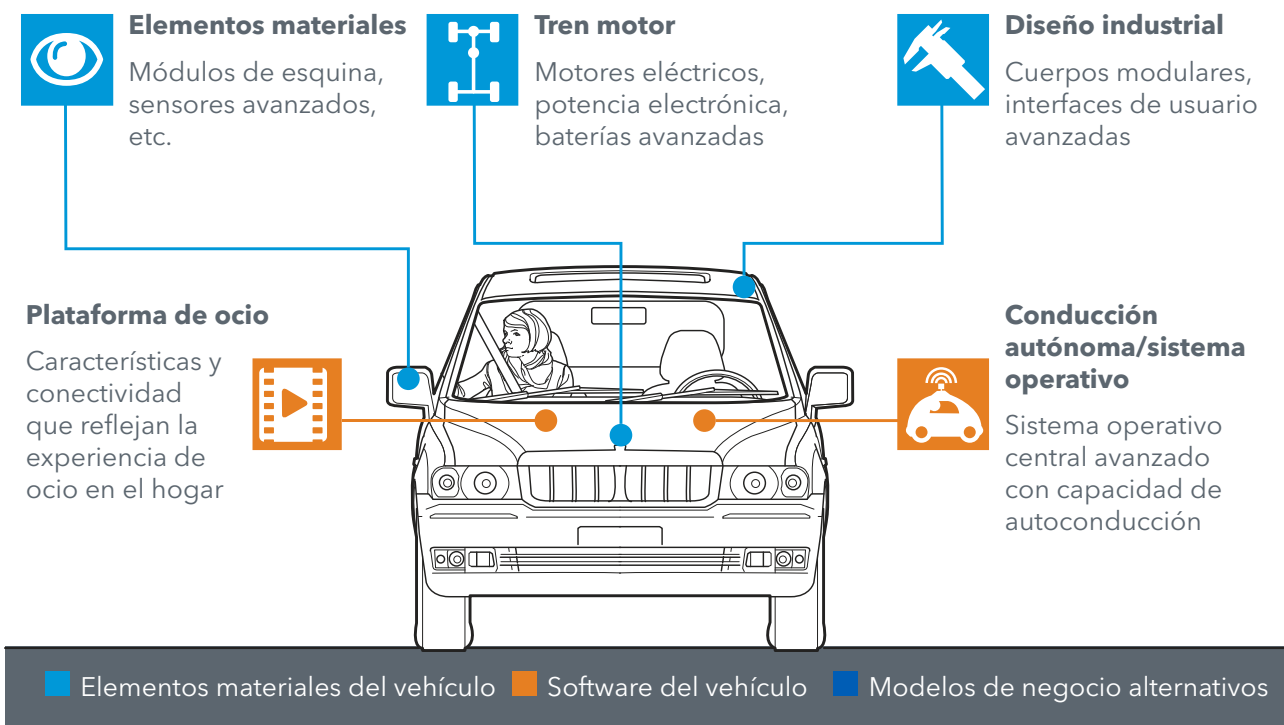 Elementos materiales
Módulos de esquina,
sensores avanzados,
etc.
Tren motor
Motores eléctricos,
potencia electrónica,
baterías avanzadas
Diseño industrial
Cuerpos modulares,
interfaces de usuario
avanzadas
Plataforma de ocio
Características y
conectividad
que reflejan la
experiencia de
ocio en el hogar
Conducción
autónoma/sistema
operativo
Sistema operativo
central avanzado
con capacidad de
autoconducción
Elementos materiales del vehículo Software del vehículo Modelos de negocio alternativos